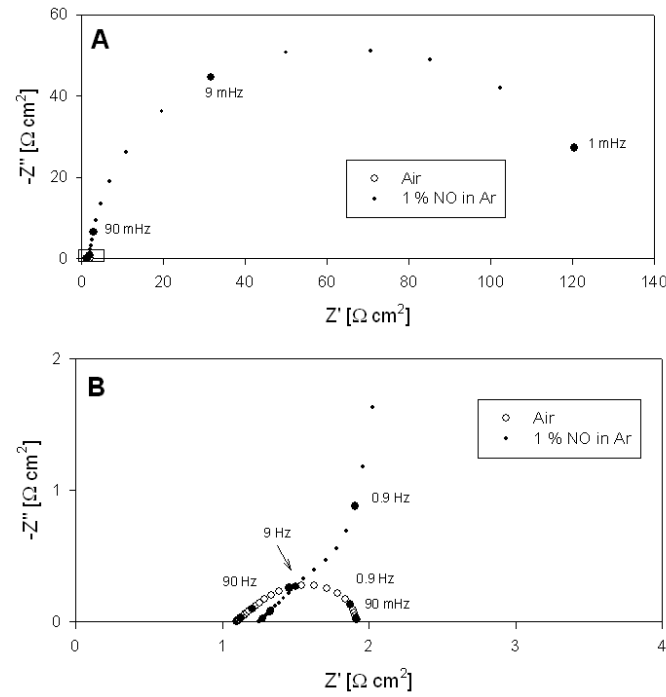 A
60
40
20
0
-Z" [Ω cm²]
9 mHz
1 mHz
90 mHz
Air
1 % NO in Ar
0 20 40 60 80 100 120 140
Z' [Ω cm²]
B
2
1
0
-Z" [Ω cm²]
Air
1 % NO in Ar
0.9 Hz
9 Hz
90 Hz
0.9 Hz
90 mHz
0 1 2 3 4
Z' [Ω cm²]